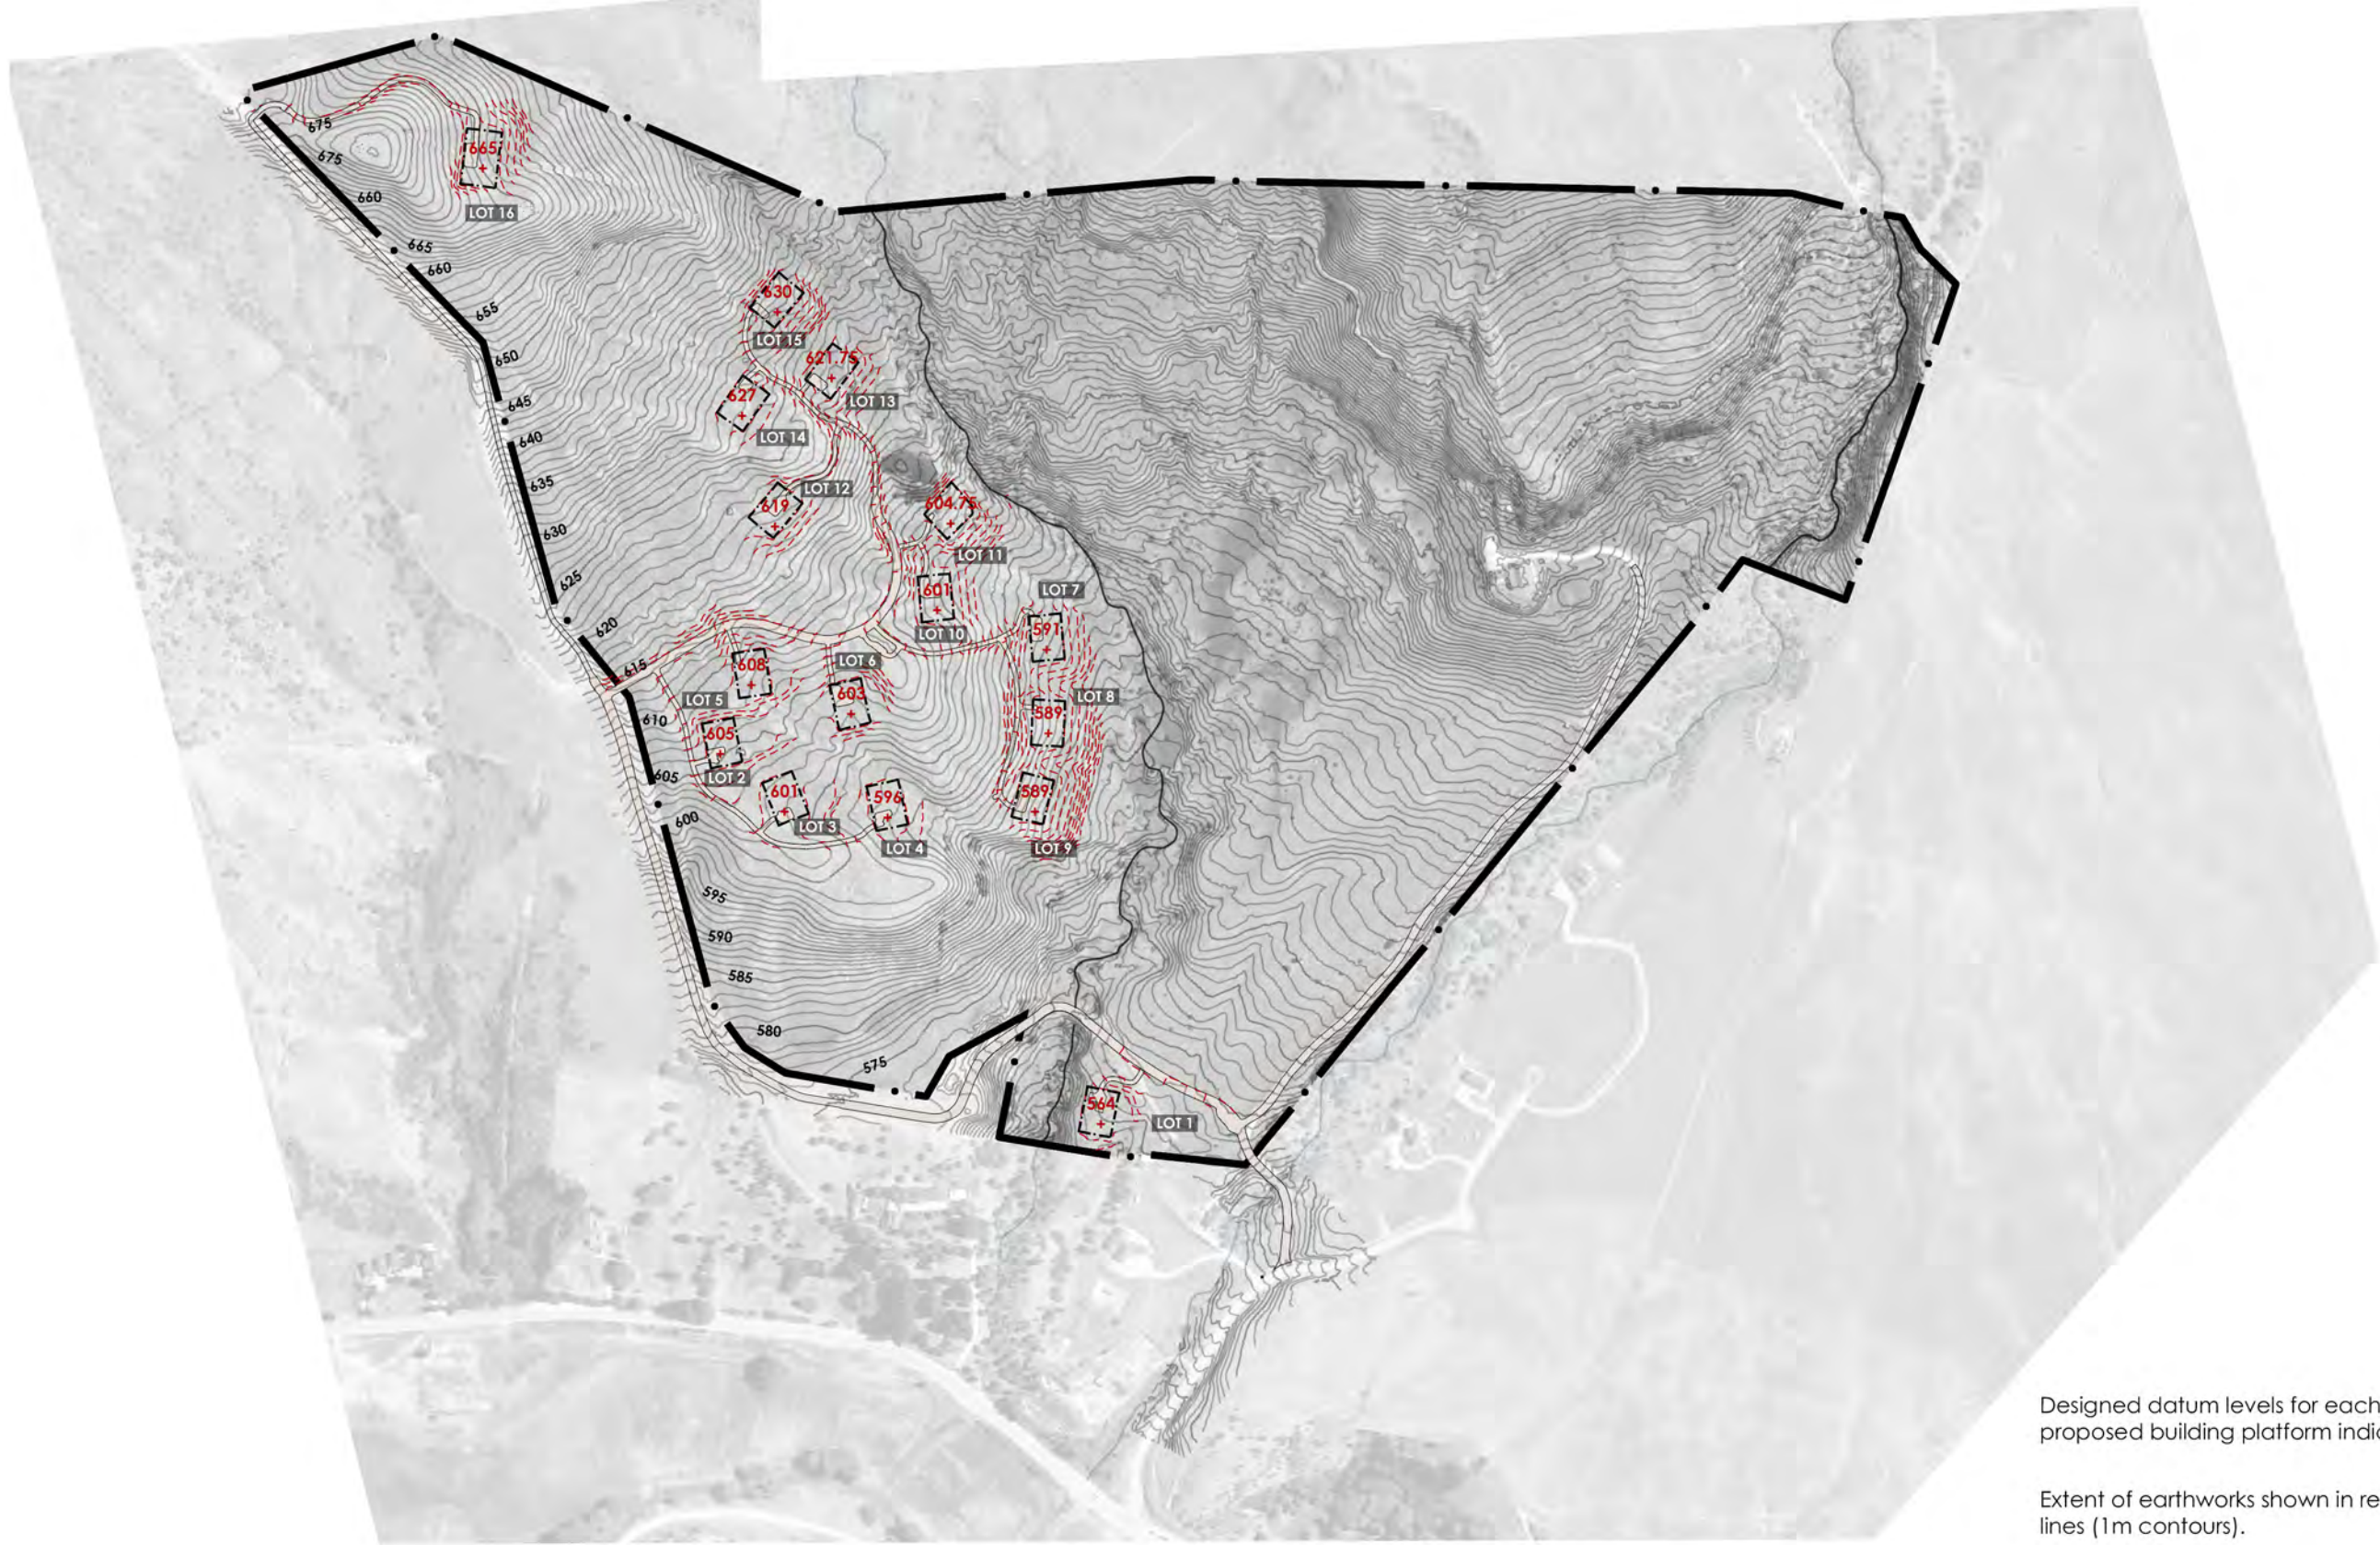 675
675
665
660
LOT 16
665
660
655
630
650
LOT 15
621.75
627
645
LOT 13
640
LOT 14
635
LOT 12
619
604.75
630
LOT 11
625
601
LOT 7
620
LOT 10
591
615
608
LOT 6
LOT 5
603
LOT 8
610
589
605
LOT 2
605
601
596
589
600
LOT 3
LOT 4
LOT 9
595
590
585
580
575
564
LOT 1
Designed datum levels for each
proposed building platform
Extent of earthworks shown in
lines (1m contours).